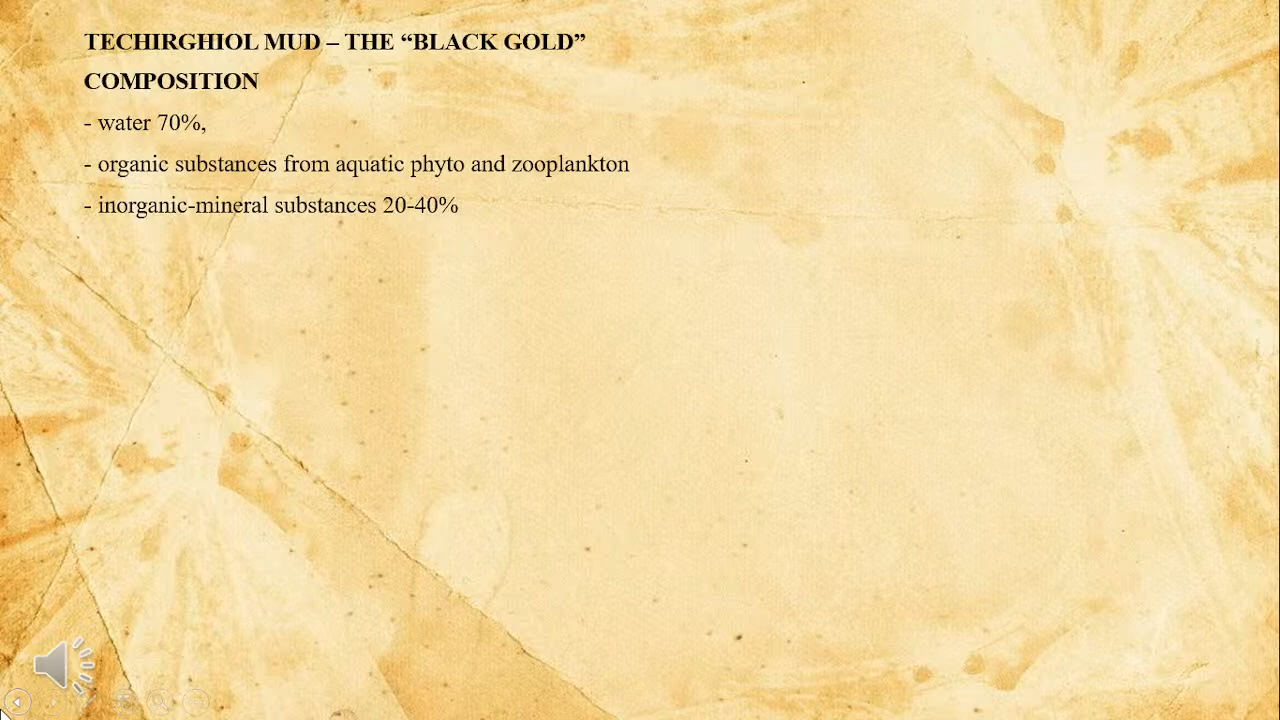 TECHIRGHIOL MUD – THE “BLACK GOLD”
COMPOSITION
- water 70%,
- organic substances from aquatic phyto and zooplankton
- inorganic-mineral substances 20-40%